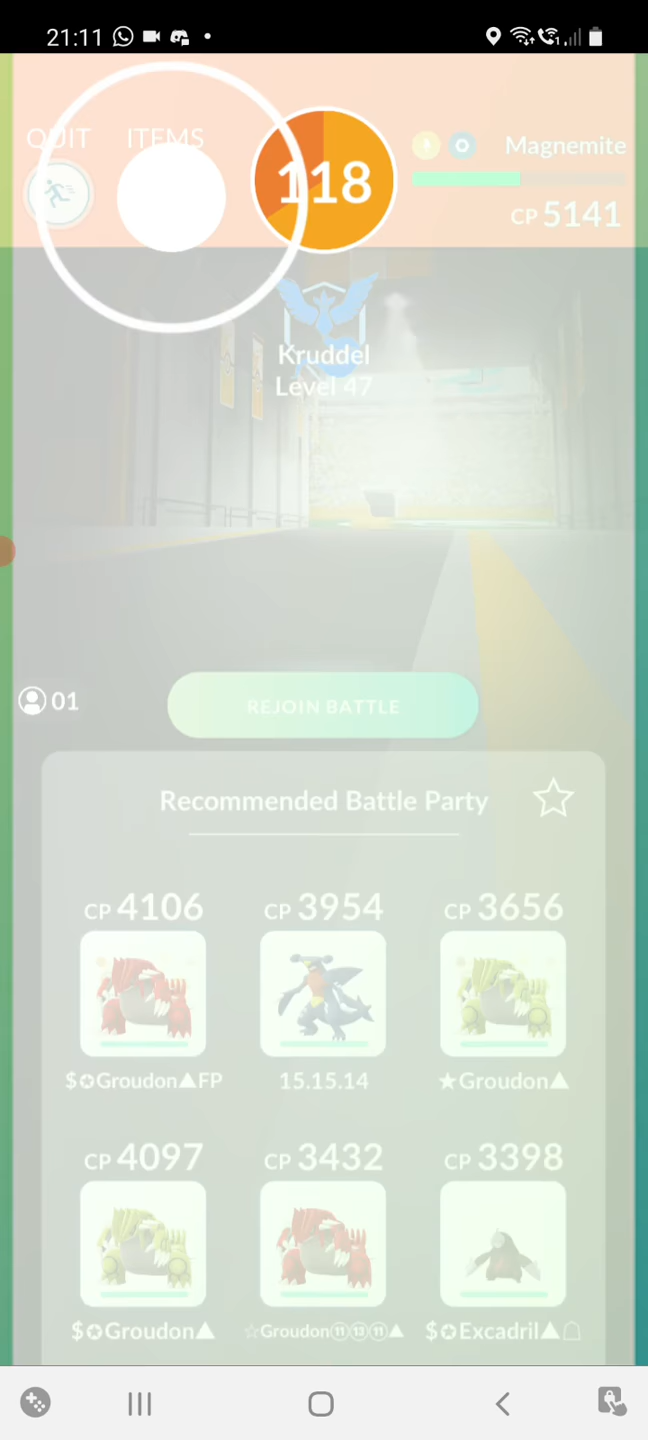 21:11
QUIT ITEMS
118
Magnemite
CP 5141
Kruddel
Level 47
01
REJOIN BATTLE
Recommended Battle Party
CP 4106 CP 3954 CP 3656
$✪Groudon▲FP 15.15.14 ★Groudon▲
CP 4097 CP 3432 CP 3398
$✪Groudon▲ ☆Groudon⑪⑬⑪▲ $✪Excadril▲☖